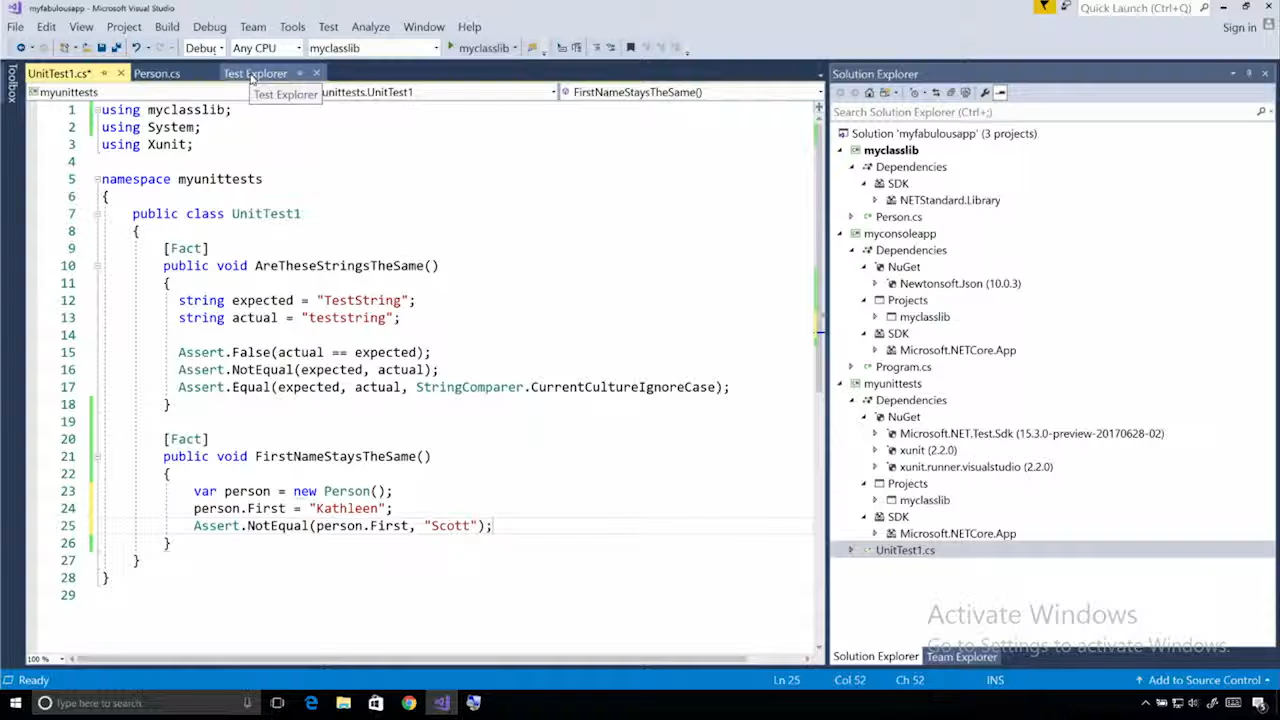 myfabulousapp - Microsoft Visual Studio
Quick Launch (Ctrl+Q)
File Edit View Project Build Debug Team Tools Test Analyze Window Help
Sign in
Debug Any CPU myclasslib myclasslib
Toolbox
UnitTest1.cs* Person.cs Test Explorer
Test Explorer
myunittests
unittests.UnitTest1
FirstNameStaysTheSame()
1 using myclasslib;
2 using System;
3 using Xunit;
4
5 namespace myunittests
6 {
7 public class UnitTest1
8 {
9 [Fact]
10 public void AreTheseStringsTheSame()
11 {
12 string expected = "TestString";
13 string actual = "teststring";
14
15 Assert.False(actual == expected);
16 Assert.NotEqual(expected, actual);
17 Assert.Equal(expected, actual, StringComparer.CurrentCultureIgnoreCase);
18 }
19
20 [Fact]
21 public void FirstNameStaysTheSame()
22 {
23 var person = new Person();
24 person.First = "Kathleen";
25 Assert.NotEqual(person.First, "Scott");
26 }
27 }
28 }
29
100 %
Solution Explorer
Search Solution Explorer (Ctrl+;)
Solution 'myfabulousapp' (3 projects)
myclasslib
Dependencies
SDK
NETStandard.Library
Person.cs
myconsoleapp
Dependencies
NuGet
Newtonsoft.Json (10.0.3)
Projects
myclasslib
SDK
Microsoft.NETCore.App
Program.cs
myunittests
Dependencies
NuGet
Microsoft.NET.Test.Sdk (15.3.0-preview-20170628-02)
xunit (2.2.0)
xunit.runner.visualstudio (2.2.0)
Projects
myclasslib
SDK
Microsoft.NETCore.App
UnitTest1.cs
Activate Windows
Go to Settings to activate Windows.
Solution Explorer Team Explorer
Ready Ln 25 Col 52 Ch 52 INS Add to Source Control
Type here to search